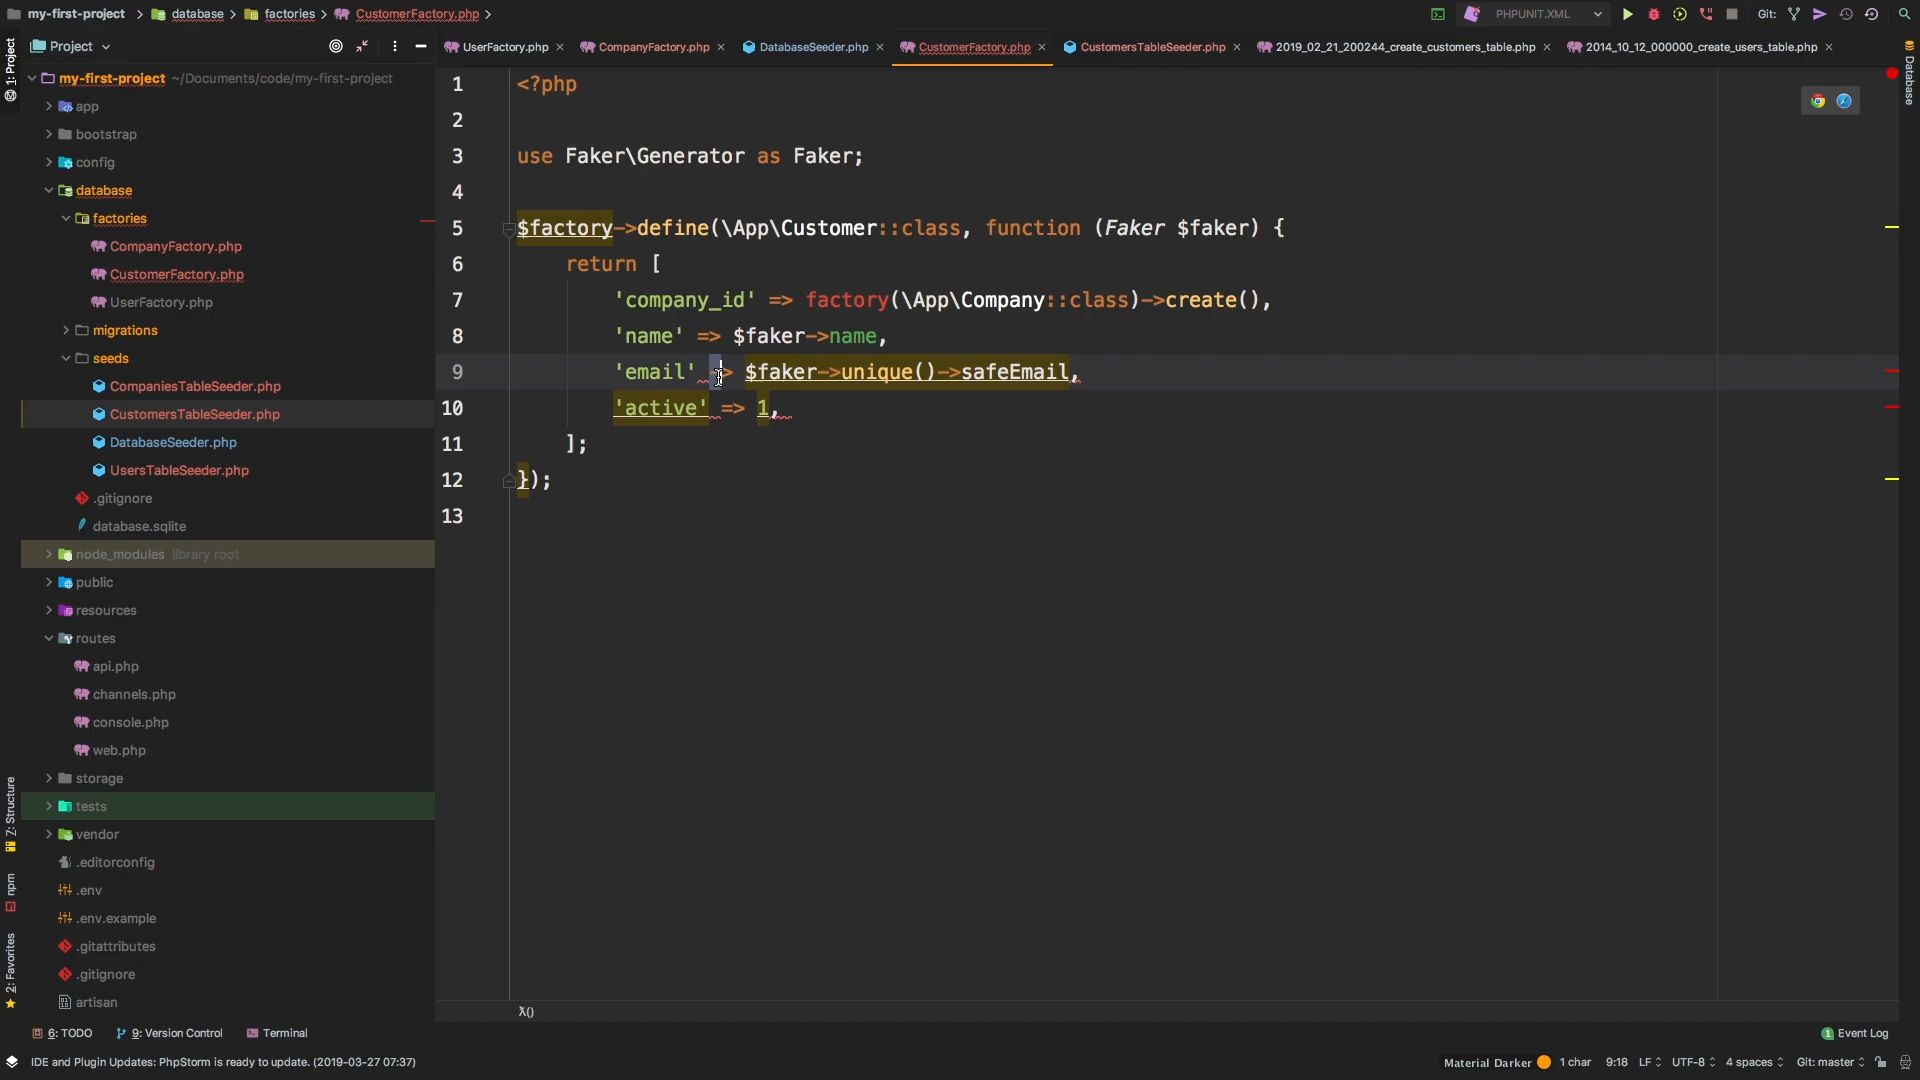 my-first-project database factories CustomerFactory.php PHPUNIT.XML Git:
Project UserFactory.php CompanyFactory.php DatabaseSeeder.php CustomerFactory.php CustomersTableSeeder.php 2019_02_21_200244_create_customers_table.php 2014_10_12_000000_create_users_table.php
1: Project
Database
my-first-project ~/Documents/code/my-first-project
app
bootstrap
config
database
factories
CompanyFactory.php
CustomerFactory.php
UserFactory.php
migrations
seeds
CompaniesTableSeeder.php
CustomersTableSeeder.php
DatabaseSeeder.php
UsersTableSeeder.php
.gitignore
database.sqlite
node_modules library root
public
resources
routes
api.php
channels.php
console.php
web.php
storage
tests
vendor
.editorconfig
.env
.env.example
.gitattributes
.gitignore
artisan
Z: Structure
npm
2: Favorites
1 <?php
2
3 use Faker\Generator as Faker;
4
5 $factory->define(\App\Customer::class, function (Faker $faker) {
6 return [
7 'company_id' => factory(\App\Company::class)->create(),
8 'name' => $faker->name,
9 'email' => $faker->unique()->safeEmail,
10 'active' => 1,
11 ];
12 });
13
λ()
6: TODO 9: Version Control Terminal 1 Event Log
IDE and Plugin Updates: PhpStorm is ready to update. (2019-03-27 07:37) Material Darker 1 char 9:18 LF UTF-8 4 spaces Git: master